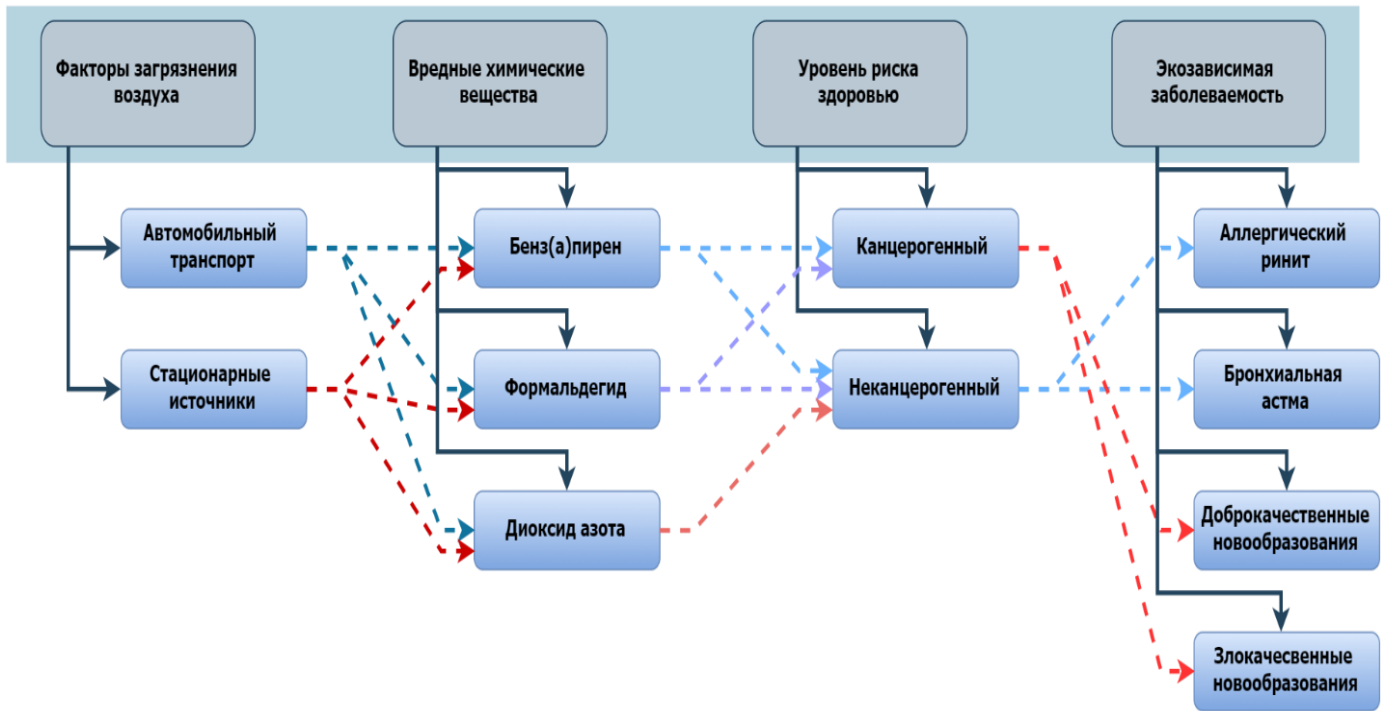 Факторы загрязнения
воздуха
Вредные химические
вещества
Уровень риска
здоровью
Экозависимая
заболеваемость
Автомобильный
транспорт
Бенз(а)пирен
Канцерогенный
Аллергический
ринит
Стационарные
источники
Формальдегид
Неканцерогенный
Бронхиальная
астма
Диоксид азота
Доброкачественные
новообразования
Злокачесвенные
новообразования